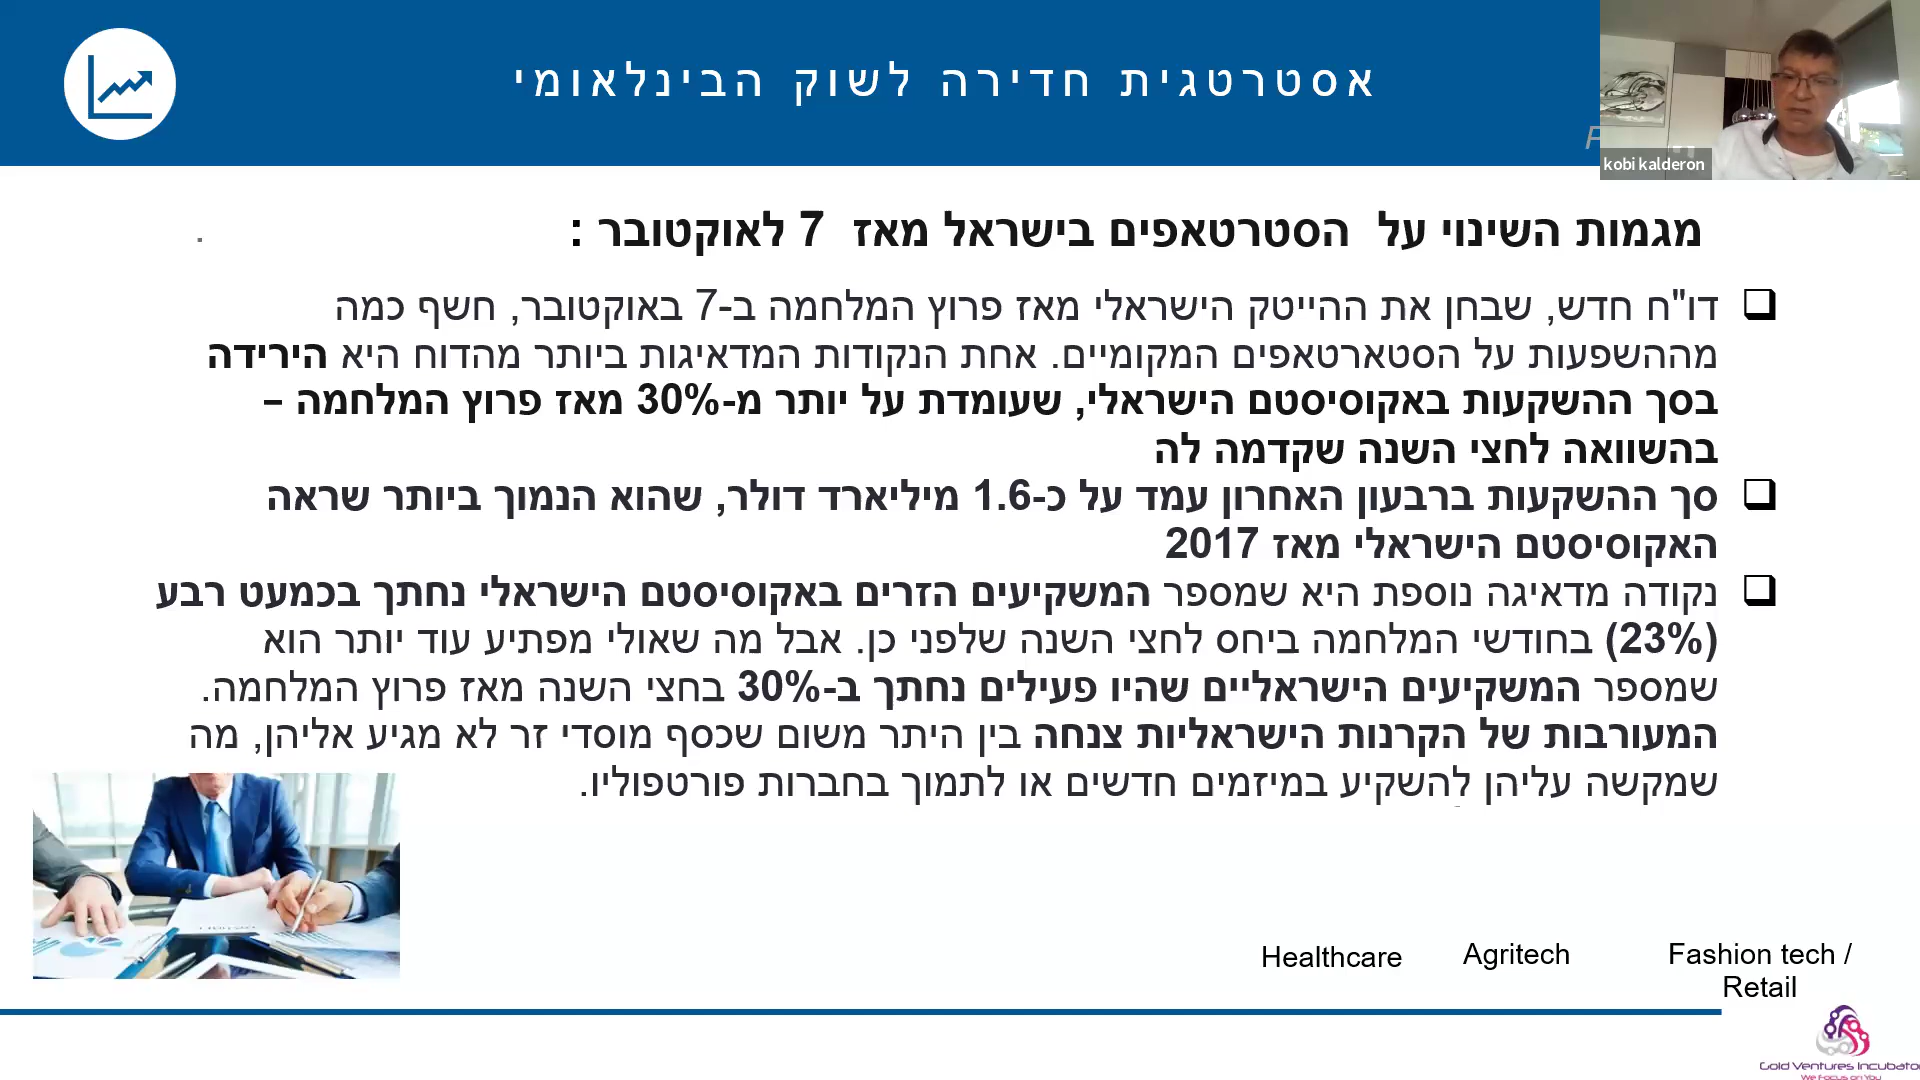 אסטרטגית חדירה לשוק הבינלאומי
kobi kalderon
מגמות השינוי על הסטרטאפים בישראל מאז 7 לאוקטובר :
דו"ח חדש, שבחן את ההייטק הישראלי מאז פרוץ המלחמה ב-7 באוקטובר, חשף כמה
מההשפעות על הסטארטאפים המקומיים. אחת הנקודות המדאיגות ביותר מהדוח היא הירידה
בסך ההשקעות באקוסיסטם הישראלי, שעומדת על יותר מ-30% מאז פרוץ המלחמה –
בהשוואה לחצי השנה שקדמה לה
סך ההשקעות ברבעון האחרון עמד על כ-1.6 מיליארד דולר, שהוא הנמוך ביותר שראה
האקוסיסטם הישראלי מאז 2017
נקודה מדאיגה נוספת היא שמספר המשקיעים הזרים באקוסיסטם הישראלי נחתך בכמעט רבע
(23%) בחודשי המלחמה ביחס לחצי השנה שלפני כן. אבל מה שאולי מפתיע עוד יותר הוא
שמספר המשקיעים הישראליים שהיו פעילים נחתך ב-30% בחצי השנה מאז פרוץ המלחמה.
המעורבות של הקרנות הישראליות צנחה בין היתר משום שכסף מוסדי זר לא מגיע אליהן, מה
שמקשה עליהן להשקיע במיזמים חדשים או לתמוך בחברות פורטפוליו.
Healthcare
Agritech
Fashion tech /
Retail
Gold Ventures Incubator
We Focus on You